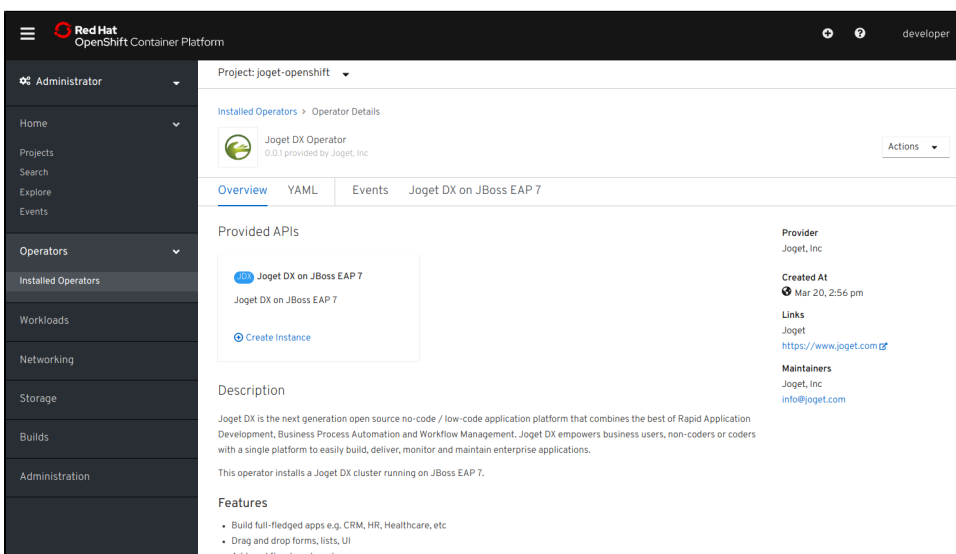 Red Hat
OpenShift Container Platform
developer
Administrator
Project: joget-openshift
Home
Projects
Search
Explore
Events
Operators
Installed Operators
Workloads
Networking
Storage
Builds
Administration
Installed Operators > Operator Details
Joget DX Operator
0.0.1 provided by Joget, Inc
Actions
Overview YAML Events Joget DX on JBoss EAP 7
Provided APIs
JDX Joget DX on JBoss EAP 7
Joget DX on JBoss EAP 7
Create Instance
Description
Joget DX is the next generation open source no-code / low-code application platform that combines the best of Rapid Application
Development, Business Process Automation and Workflow Management. Joget DX empowers business users, non-coders or coders
with a single platform to easily build, deliver, monitor and maintain enterprise applications.
This operator installs a Joget DX cluster running on JBoss EAP 7.
Features
• Build full-fledged apps e.g. CRM, HR, Healthcare, etc
• Drag and drop forms, lists, UI
Provider
Joget, Inc
Created At
Mar 20, 2:56 pm
Links
Joget
https://www.joget.com
Maintainers
Joget, Inc
info@joget.com